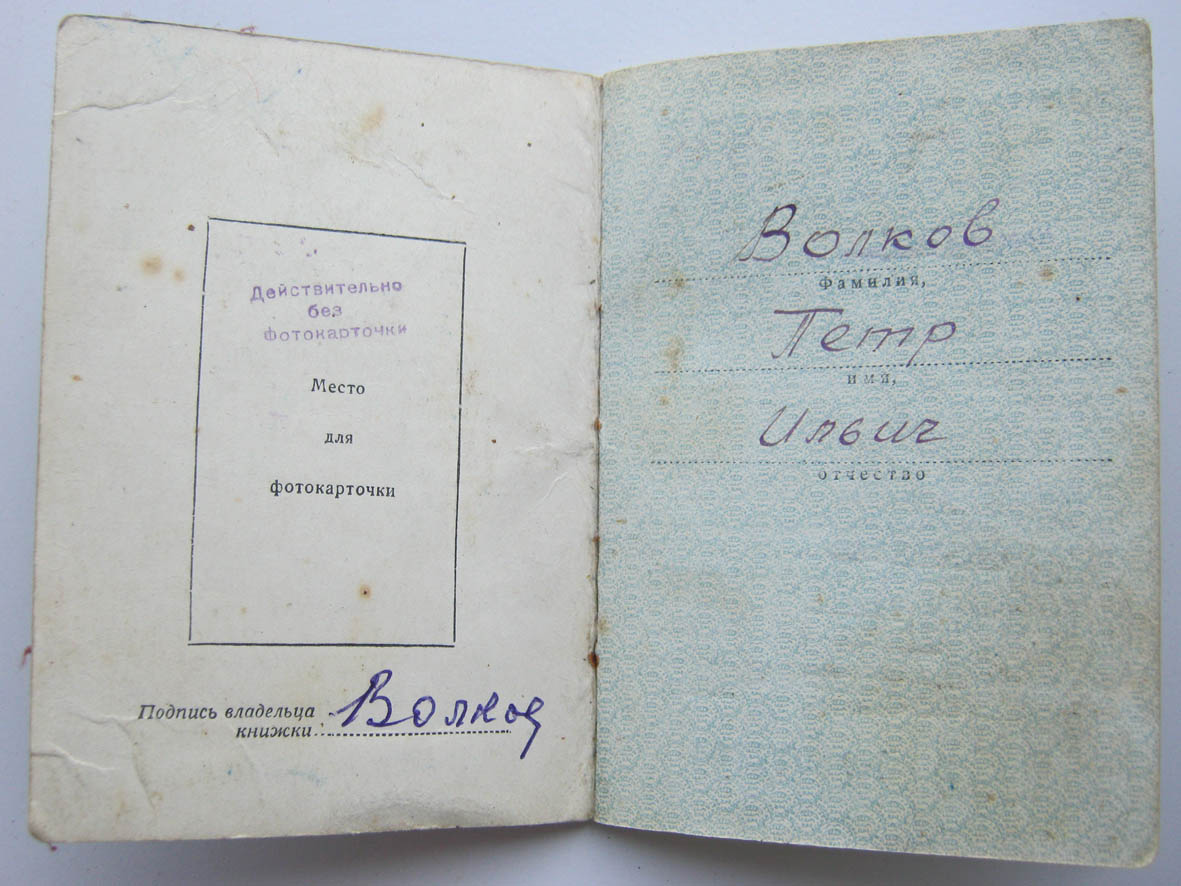 Действительно
без
Фотокарточки
Место
для
фотокарточки
Подпись владельца
книжки
Волков
Волков
Фамилия,
Петр
имя,
Ильич
отчество